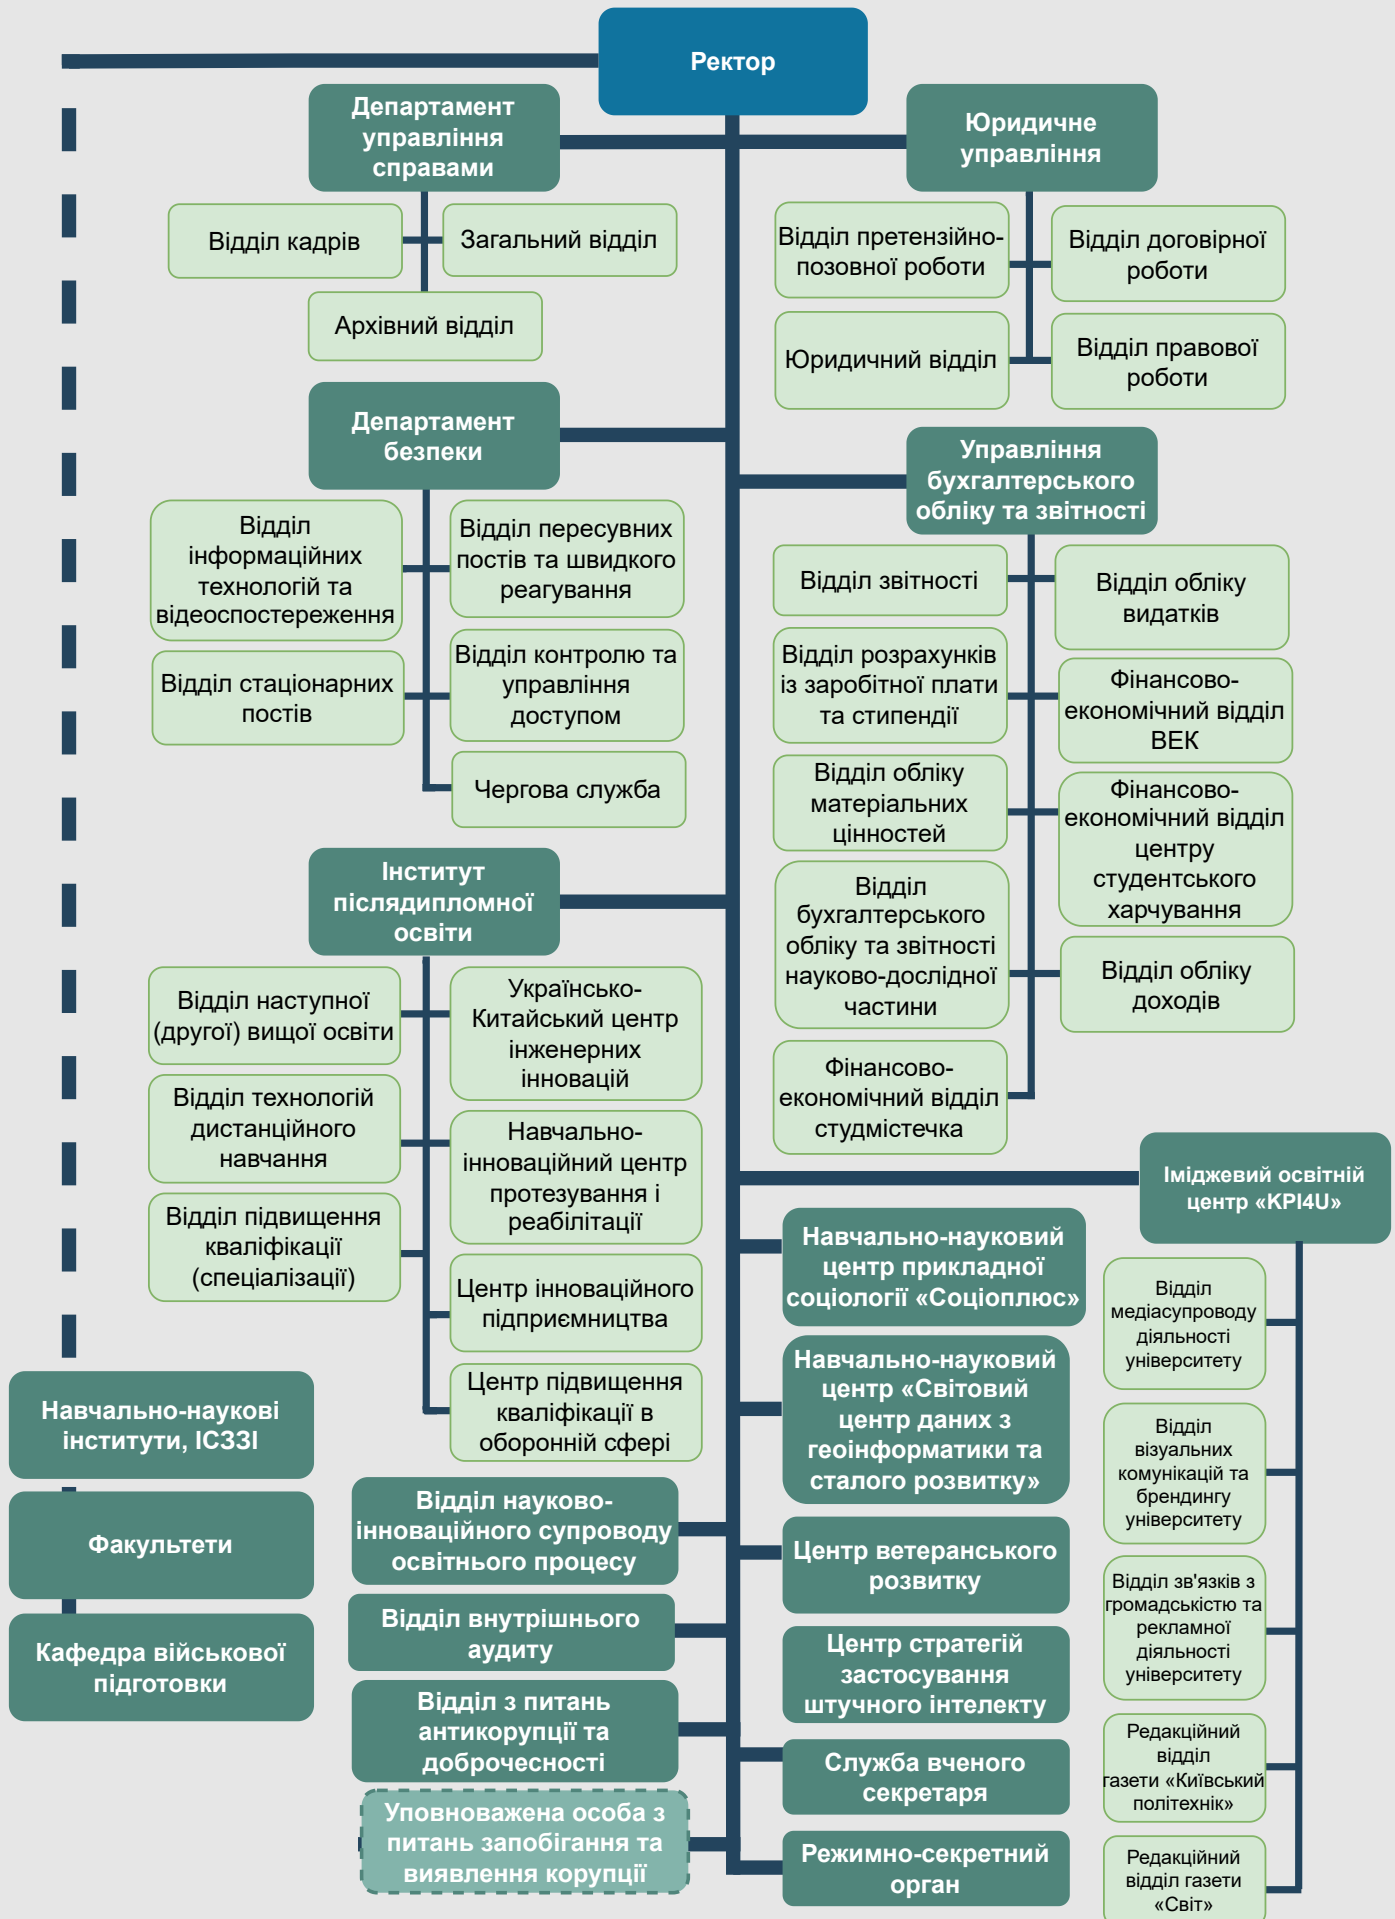 Ректор
Департамент
управління
справами
Відділ кадрів
Загальний відділ
Архівний відділ
Юридичне
управління
Відділ претензійно-
позовної роботи
Відділ договірної
роботи
Юридичний відділ
Відділ правової
роботи
Департамент
безпеки
Відділ
інформаційних
технологій та
відеоспостереження
Відділ пересувних
постів та швидкого
реагування
Відділ стаціонарних
постів
Відділ контролю та
управління
доступом
Чергова служба
Управління
бухгалтерського
обліку та звітності
Відділ звітності
Відділ обліку
видатків
Відділ розрахунків
із заробітної плати
та стипендії
Фінансово-
економічний відділ
ВЕК
Відділ обліку
матеріальних
цінностей
Фінансово-
економічний відділ
центру
студентського
харчування
Відділ
бухгалтерського
обліку та звітності
науково-дослідної
частини
Відділ обліку
доходів
Фінансово-
економічний відділ
студмістечка
Інститут
післядипломної
освіти
Відділ наступної
(другої) вищої освіти
Українсько-
Китайський центр
інженерних
інновацій
Відділ технологій
дистанційного
навчання
Навчально-
інноваційний центр
протезування і
реабілітації
Відділ підвищення
кваліфікації
(спеціалізації)
Центр інноваційного
підприємництва
Центр підвищення
кваліфікації в
оборонній сфері
Іміджевий освітній
центр «KPI4U»
Відділ
медіасупроводу
діяльності
університету
Відділ
візуальних
комунікацій та
брендингу
університету
Відділ зв'язків з
громадськістю та
рекламної
діяльності
університету
Редакційний
відділ
газети «Київський
політехнік»
Редакційний
відділ газети
«Світ»
Навчально-науковий
центр прикладної
соціології «Соціоплюс»
Навчально-науковий
центр «Світовий
центр даних з
геоінформатики та
сталого розвитку»
Центр ветеранського
розвитку
Центр стратегій
застосування
штучного інтелекту
Служба вченого
секретаря
Режимно-секретний
орган
Відділ науково-
інноваційного супроводу
освітнього процесу
Відділ внутрішнього
аудиту
Відділ з питань
антикорупції та
доброчесності
Уповноважена особа з
питань запобігання та
виявлення корупції
Навчально-наукові
інститути, ІСЗЗІ
Факультети
Кафедра військової
підготовки